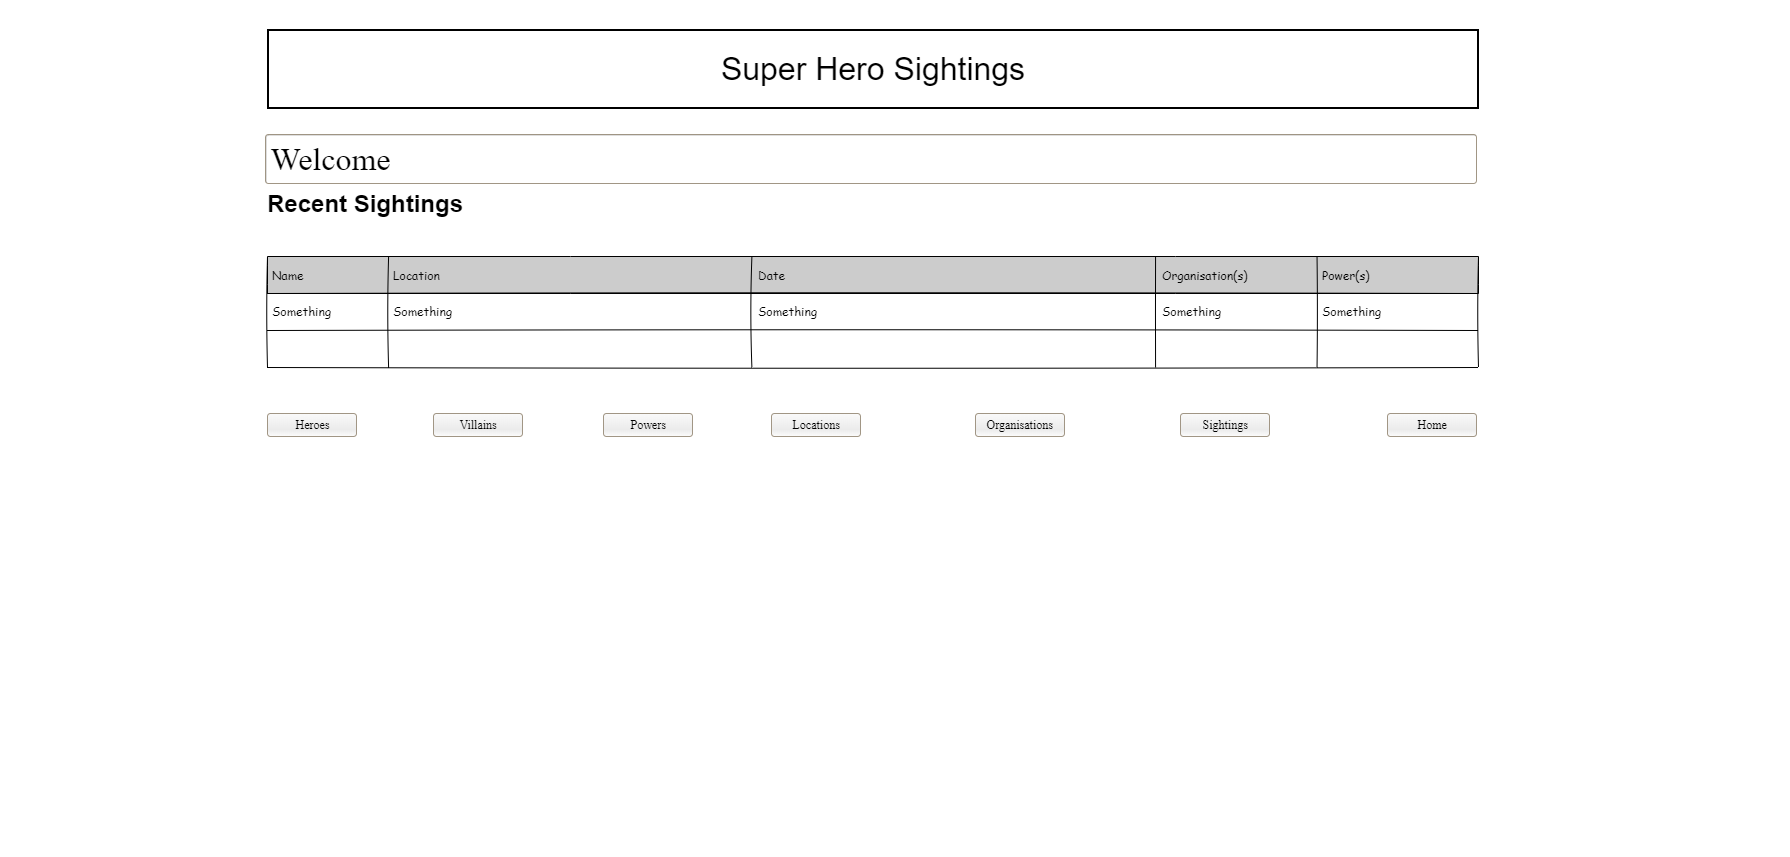 Super Hero Sightings
Welcome
Recent Sightings
Name Location Date Organisation(s) Power(s)
Something Something Something Something Something
Heroes Villains Powers Locations Organisations Sightings Home